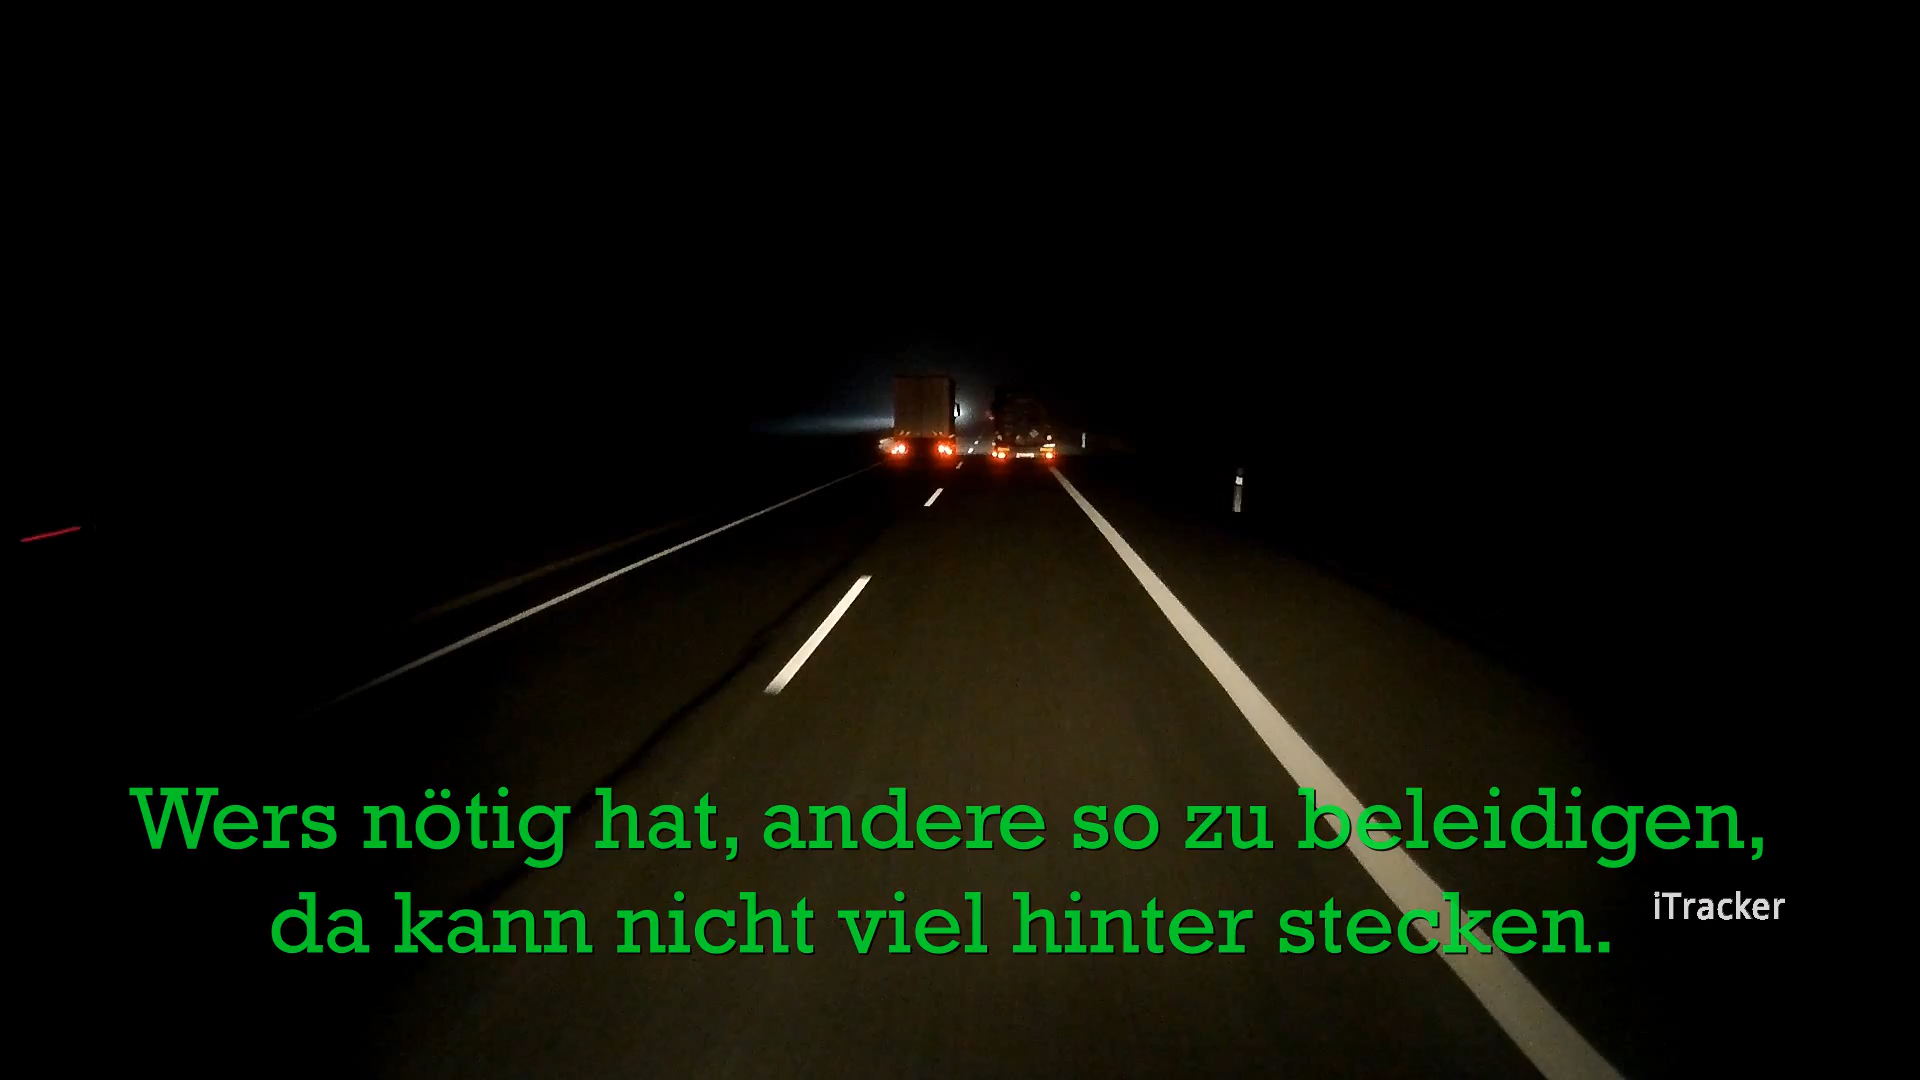 Wers nötig hat, andere so zu beleidigen,
da kann nicht viel hinter stecken.
iTracker